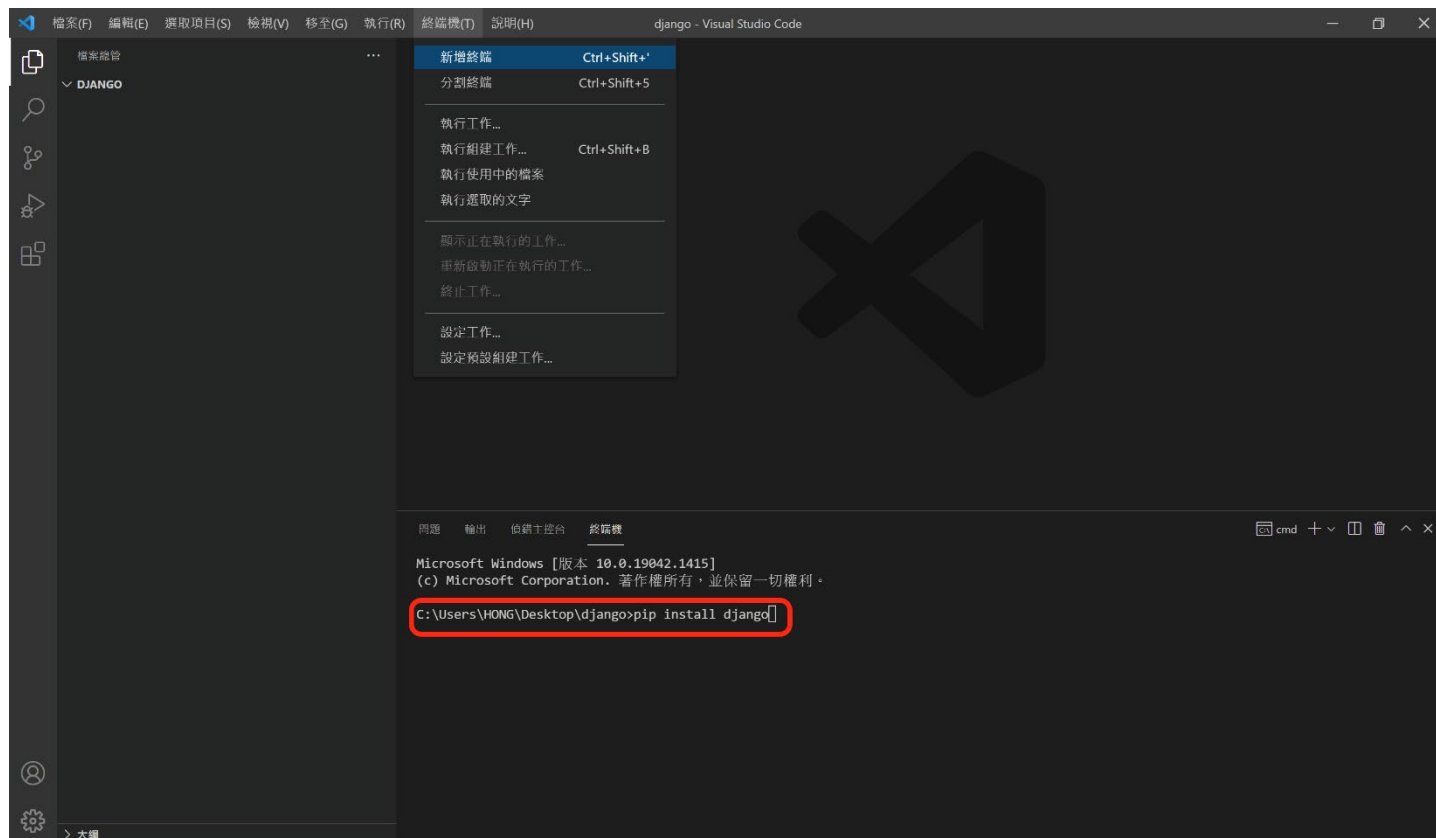 檔案(F) 編輯(E) 選取項目(S) 檢視(V) 移至(G) 執行(R) 終端機(T) 說明(H) django - Visual Studio Code
檔案總管 ...
DJANGO
新增終端 Ctrl+Shift+'
分割終端 Ctrl+Shift+5
執行工作...
執行組建工作... Ctrl+Shift+B
執行使用中的檔案
執行選取的文字
顯示正在執行的工作...
重新啟動正在執行的工作...
終止工作...
設定工作...
設定預設組建工作...
問題 輸出 偵錯主控台 終端機 cmd
Microsoft Windows [版本 10.0.19042.1415]
(c) Microsoft Corporation. 著作權所有，並保留一切權利。
C:\Users\HONG\Desktop\django>pip install django
大綱